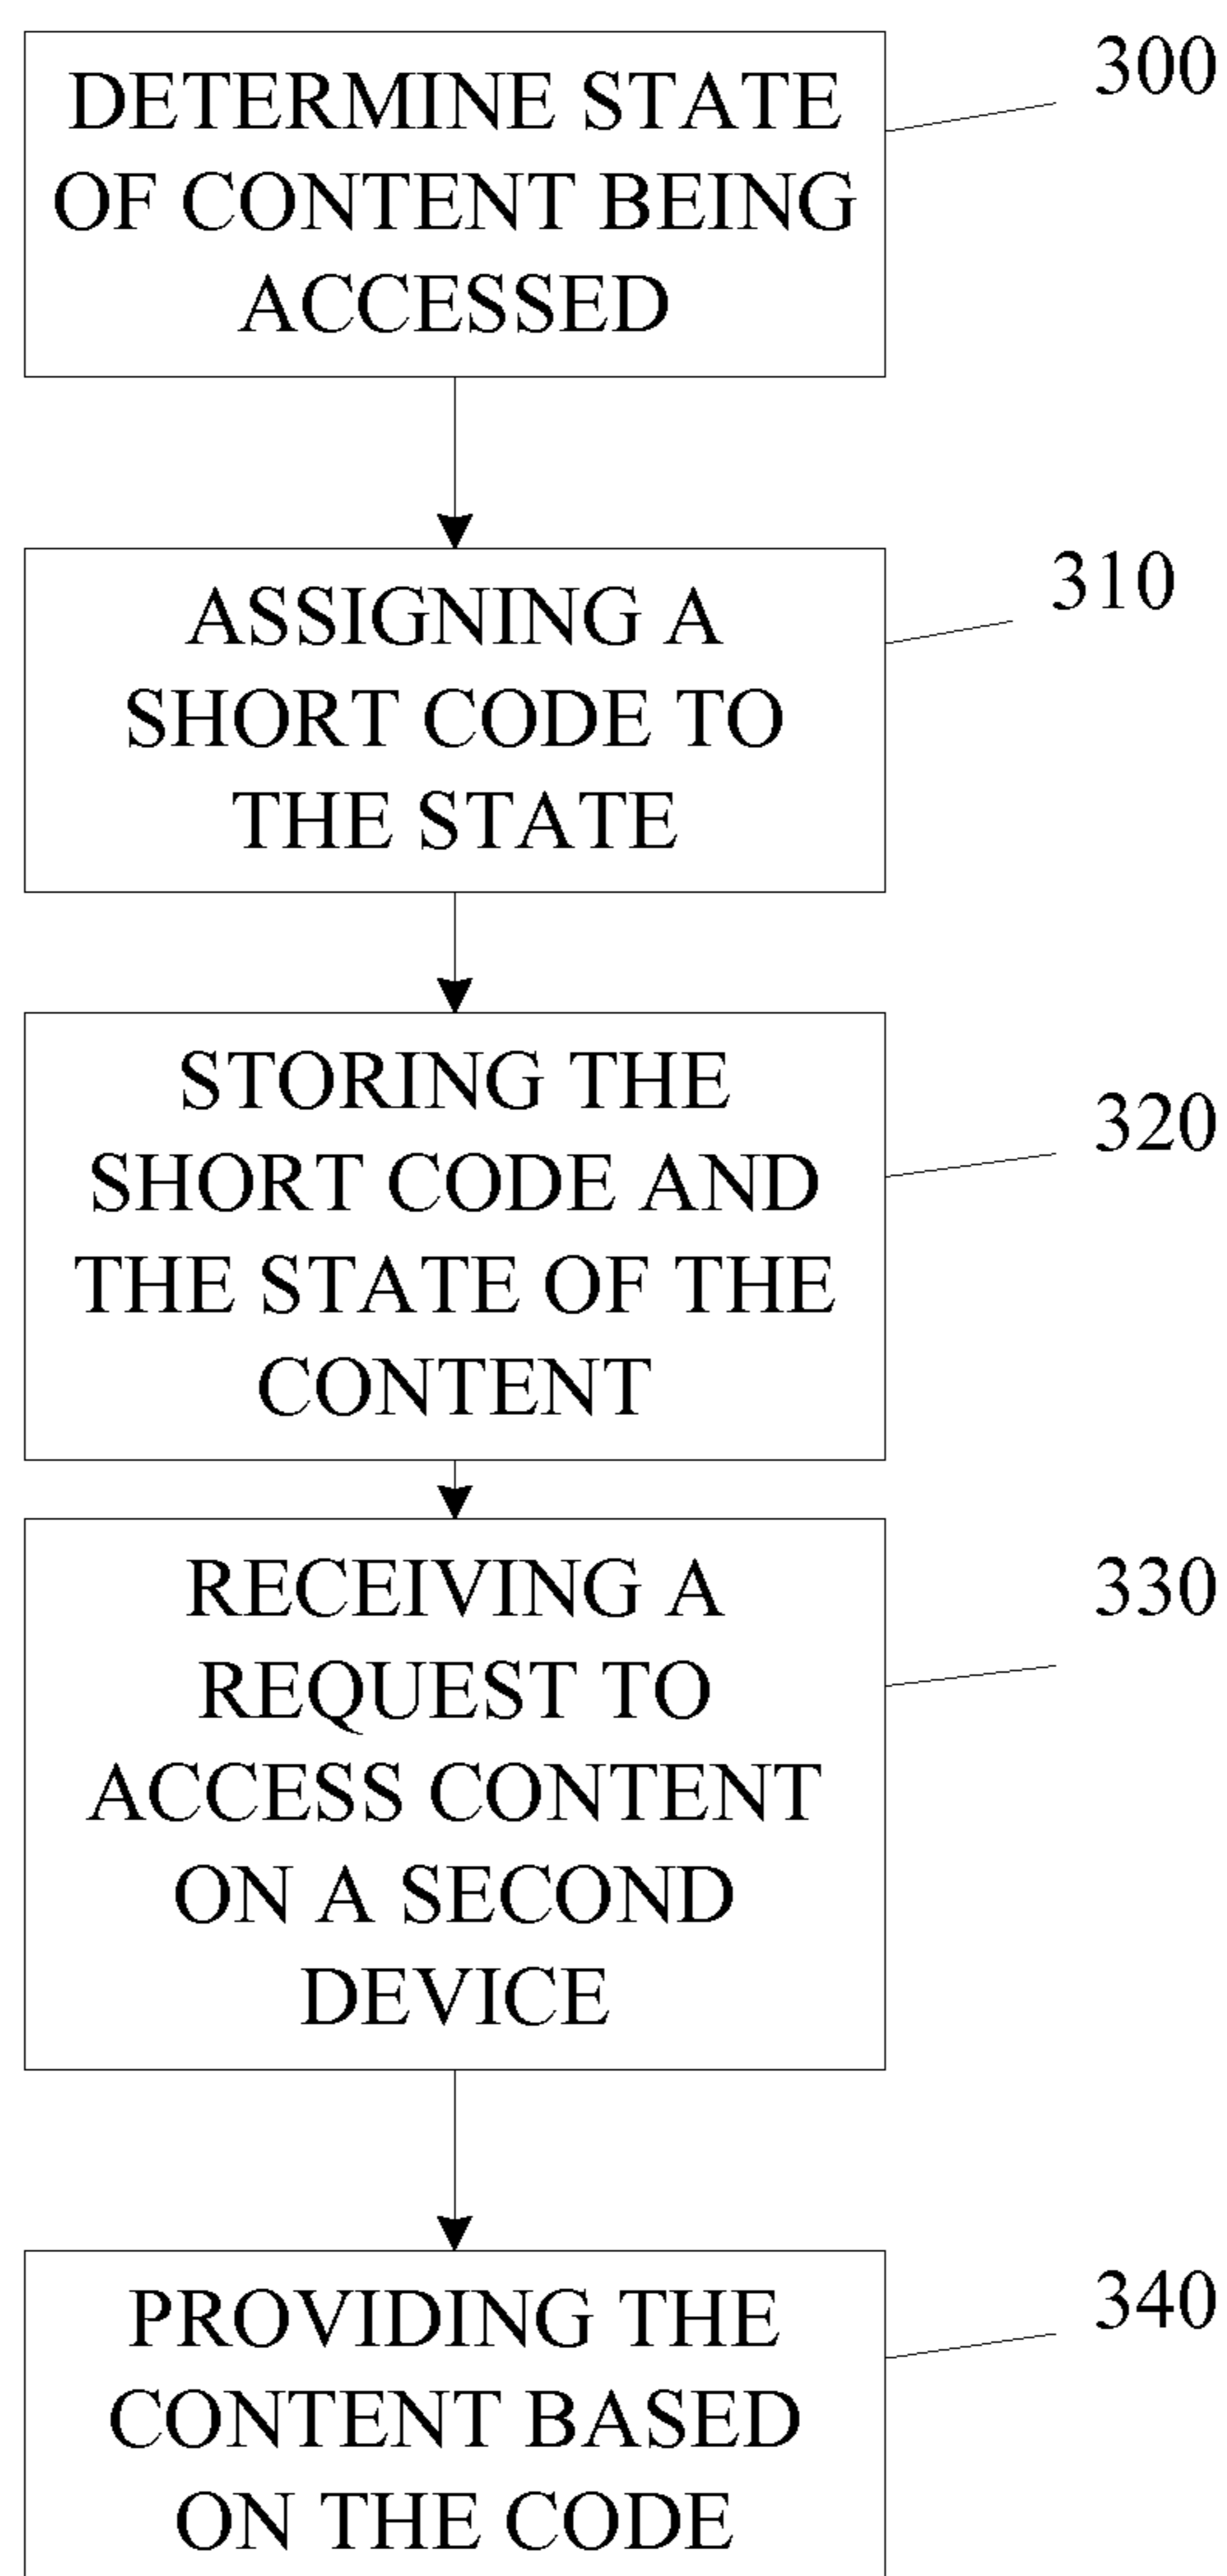 DETERMINE STATE
OF CONTENT BEING
ACCESSED
300
ASSIGNING A
SHORT CODE TO
THE STATE
310
STORING THE
SHORT CODE AND
THE STATE OF THE
CONTENT
320
RECEIVING A
REQUEST TO
ACCESS CONTENT
ON A SECOND
DEVICE
330
PROVIDING THE
CONTENT BASED
ON THE CODE
340